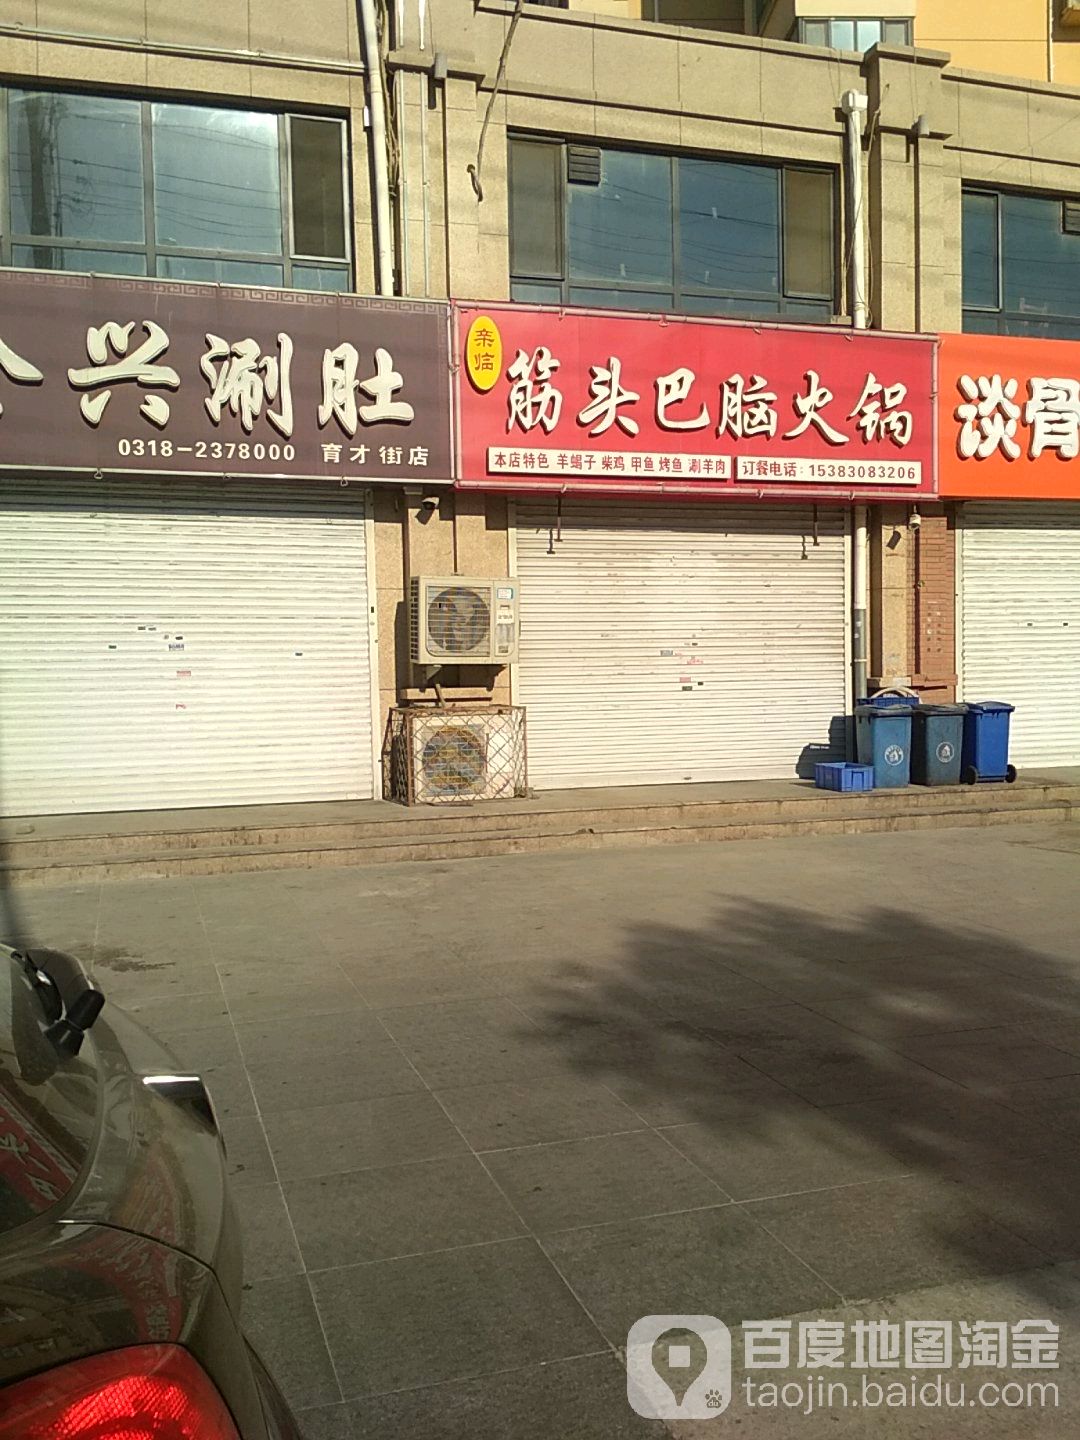 兴涮肚
0318-2378000 育才街店
亲临
筋头巴脑火锅
本店特色 羊蝎子 柴鸡 甲鱼 烤鱼 涮羊肉
订餐电话:15383083206
谈骨
百度地图淘金
taojin.baidu.com